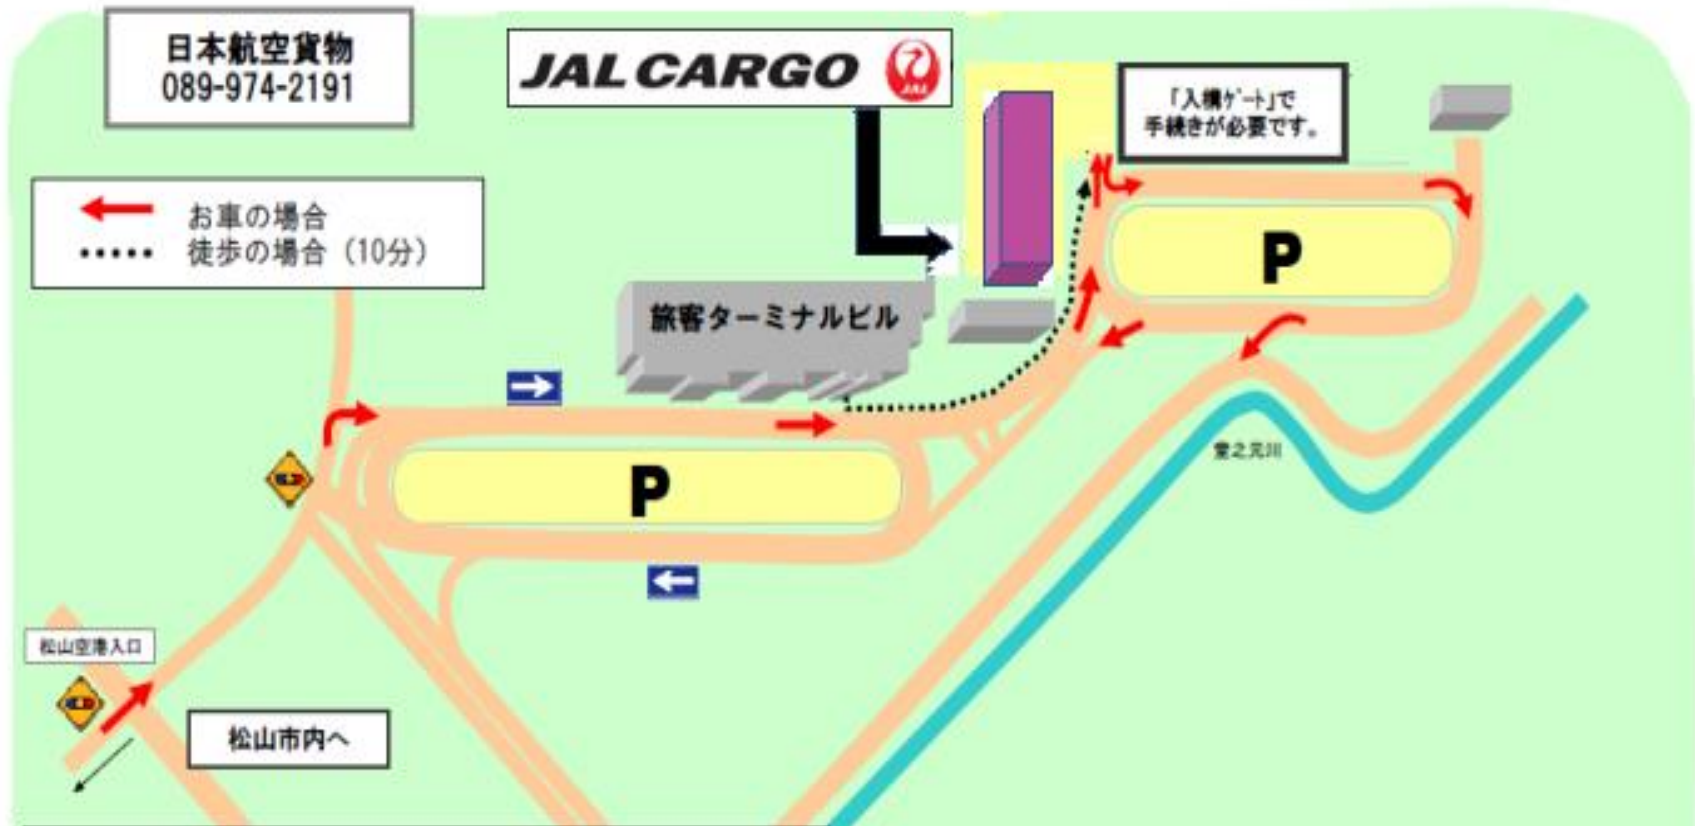 日本航空貨物
089-974-2191
JAL CARGO
JAL
「入構ｹﾞｰﾄ」で
手続きが必要です。
お車の場合
徒歩の場合（10分）
旅客ターミナルビル
P
P
松山空港入口
松山市内へ